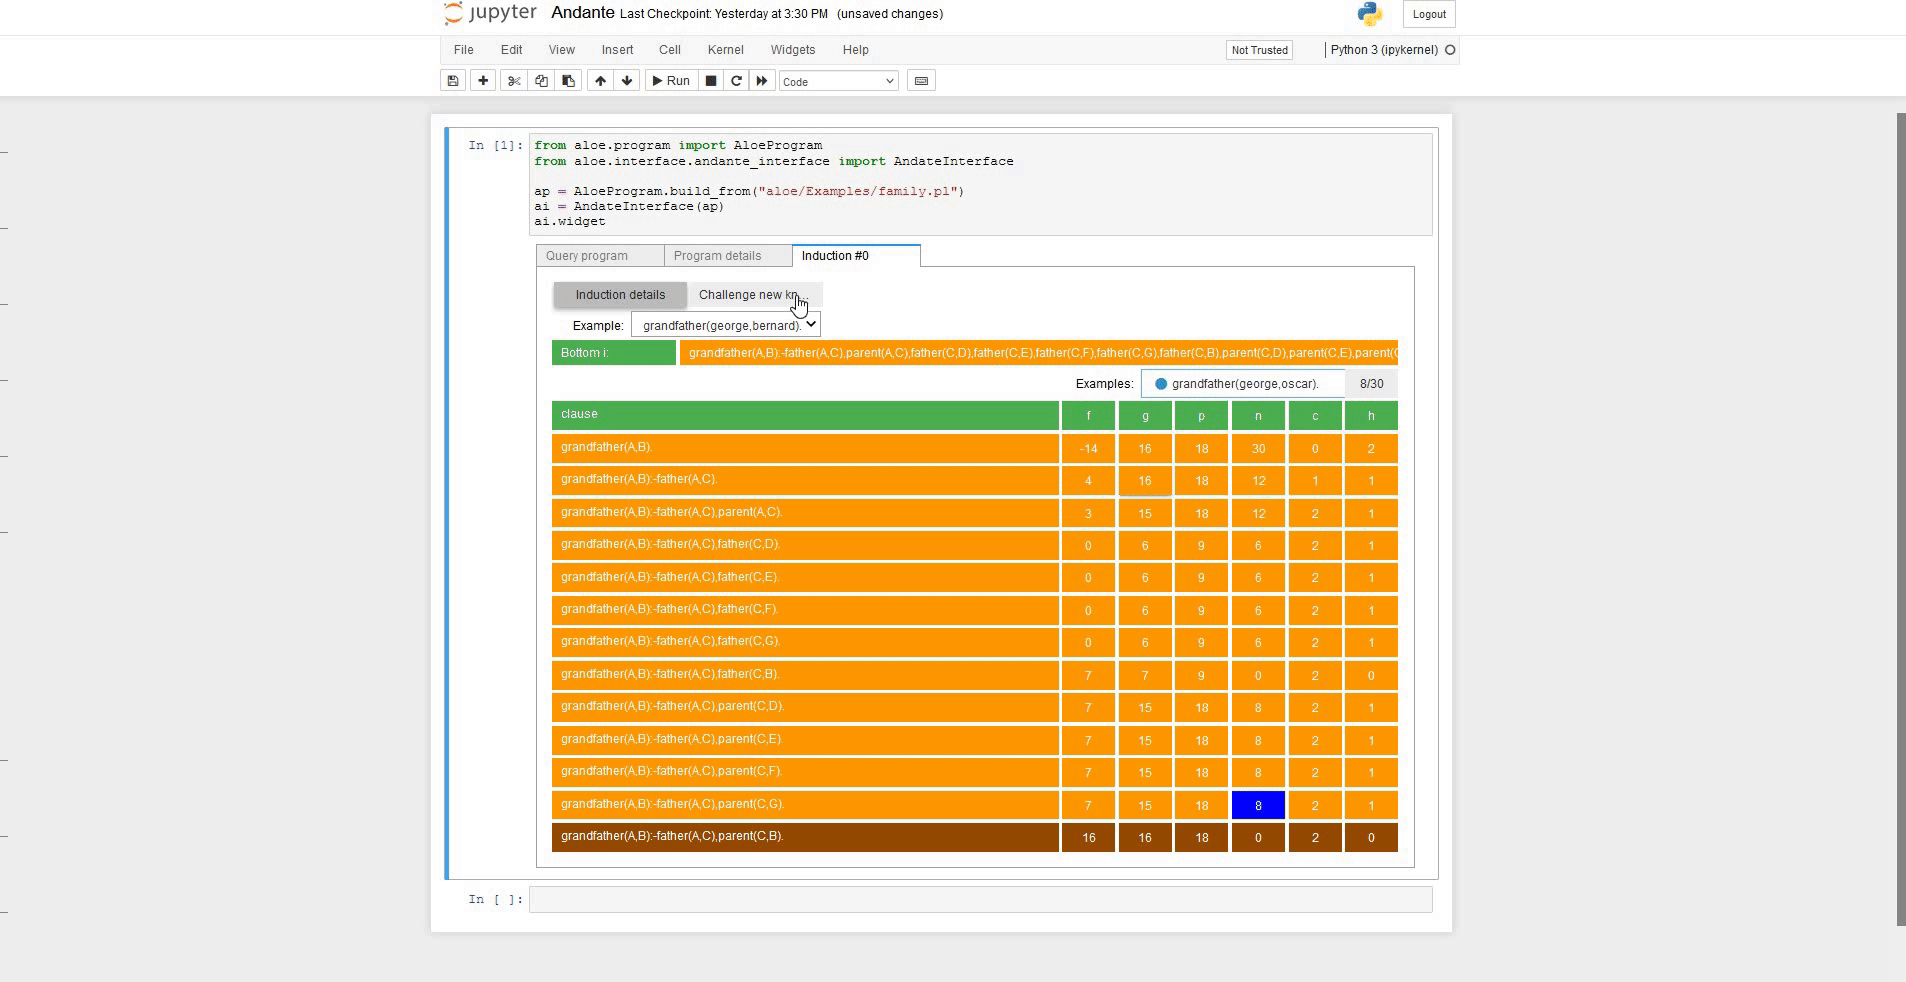 jupyter Andante Last Checkpoint: Yesterday at 3:30 PM (unsaved changes) Logout
File Edit View Insert Cell Kernel Widgets Help Not Trusted Python 3 (ipykernel)
Run Code
In [1]: from aloe.program import AloeProgram
from aloe.interface.andante_interface import AndateInterface
ap = AloeProgram.build_from("aloe/Examples/family.pl")
ai = AndateInterface(ap)
ai.widget
Query program Program details Induction #0
Induction details Challenge new kn...
Example: grandfather(george,bernard).
Bottom i: grandfather(A,B):-father(A,C),parent(A,C),father(C,D),father(C,E),father(C,F),father(C,G),father(C,B),parent(C,D),parent(C,E),parent(C
Examples: grandfather(george,oscar). 8/30
clause f g p n c h
grandfather(A,B). -14 16 18 30 0 2
grandfather(A,B):-father(A,C). 4 16 18 12 1 1
grandfather(A,B):-father(A,C),parent(A,C). 3 15 18 12 2 1
grandfather(A,B):-father(A,C),father(C,D). 0 6 9 6 2 1
grandfather(A,B):-father(A,C),father(C,E). 0 6 9 6 2 1
grandfather(A,B):-father(A,C),father(C,F). 0 6 9 6 2 1
grandfather(A,B):-father(A,C),father(C,G). 0 6 9 6 2 1
grandfather(A,B):-father(A,C),father(C,B). 7 7 9 0 2 0
grandfather(A,B):-father(A,C),parent(C,D). 7 15 18 8 2 1
grandfather(A,B):-father(A,C),parent(C,E). 7 15 18 8 2 1
grandfather(A,B):-father(A,C),parent(C,F). 7 15 18 8 2 1
grandfather(A,B):-father(A,C),parent(C,G). 7 15 18 8 2 1
grandfather(A,B):-father(A,C),parent(C,B). 16 16 18 0 2 0
In [ ]: